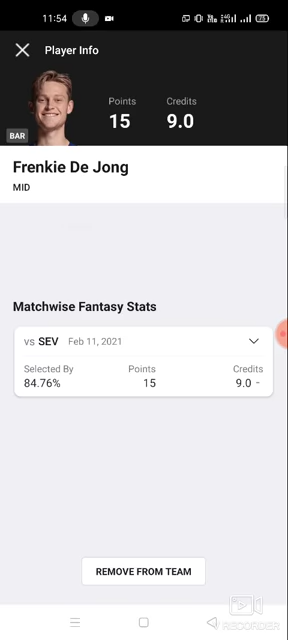 11:54
75
Player Info
Points
Credits
15
9.0
BAR
Frenkie De Jong
MID
Matchwise Fantasy Stats
vs SEV Feb 11, 2021
Selected By
Points
Credits
84.76%
15
9.0 -
REMOVE FROM TEAM
RECORDER